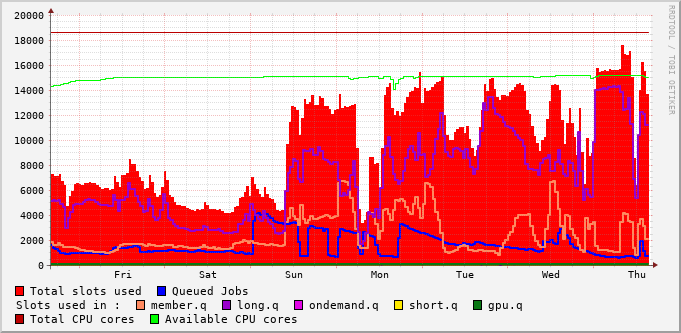 20000
18000
16000
14000
12000
10000
8000
6000
4000
2000
0
Fri Sat Sun Mon Tue Wed Thu
RRDTOOL / TOBI OETIKER
Total slots used Queued Jobs
Slots used in : member.q long.q ondemand.q short.q gpu.q
Total CPU cores Available CPU cores